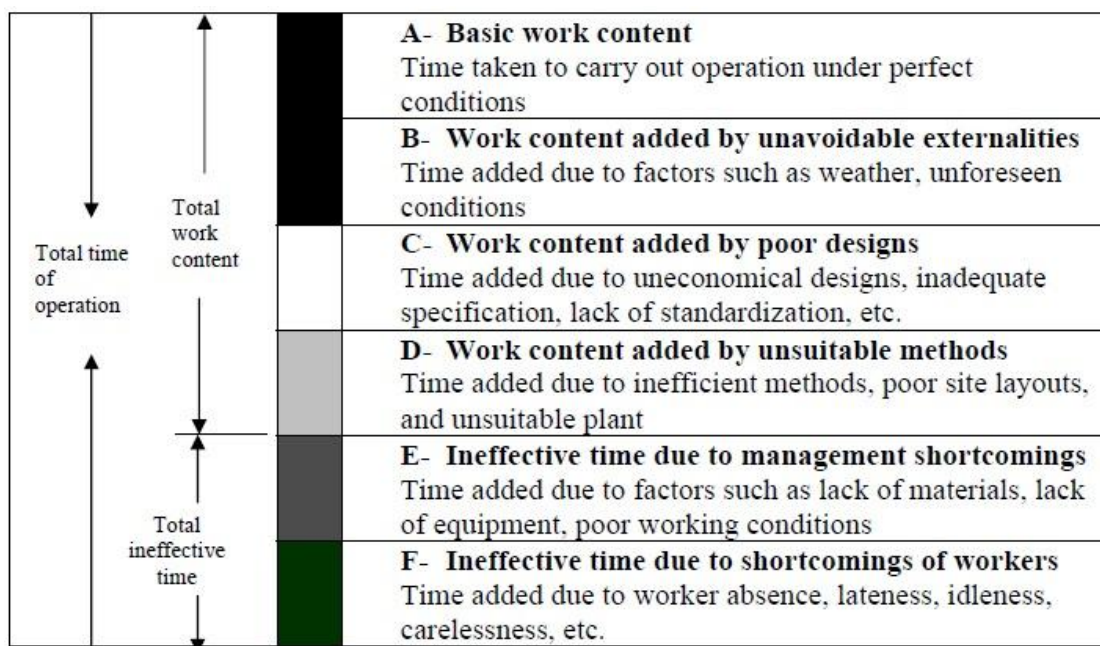 Total time
of
operation
Total
work
content
Total
ineffective
time
A- Basic work content
Time taken to carry out operation under perfect
conditions
B- Work content added by unavoidable externalities
Time added due to factors such as weather, unforeseen
conditions
C- Work content added by poor designs
Time added due to uneconomical designs, inadequate
specification, lack of standardization, etc.
D- Work content added by unsuitable methods
Time added due to inefficient methods, poor site layouts,
and unsuitable plant
E- Ineffective time due to management shortcomings
Time added due to factors such as lack of materials, lack
of equipment, poor working conditions
F- Ineffective time due to shortcomings of workers
Time added due to worker absence, lateness, idleness,
carelessness, etc.